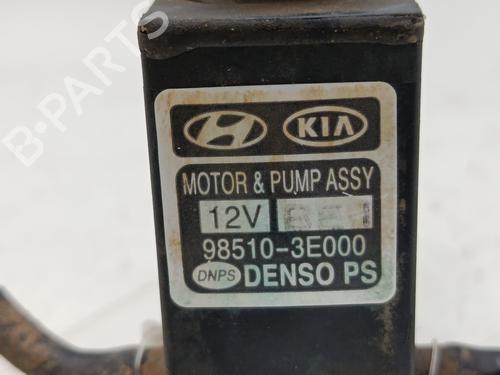 B-PARTS
KIA
MOTOR & PUMP ASSY
12V
98510-3E000
DNPS DENSO PS